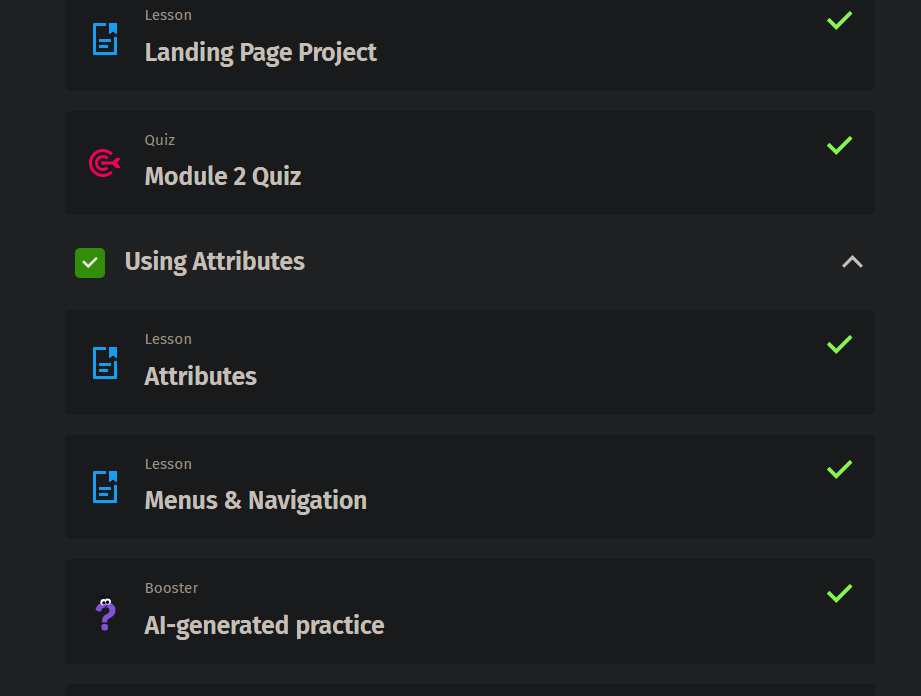 Lesson
Landing Page Project
Quiz
Module 2 Quiz
Using Attributes
Lesson
Attributes
Lesson
Menus & Navigation
Booster
AI-generated practice